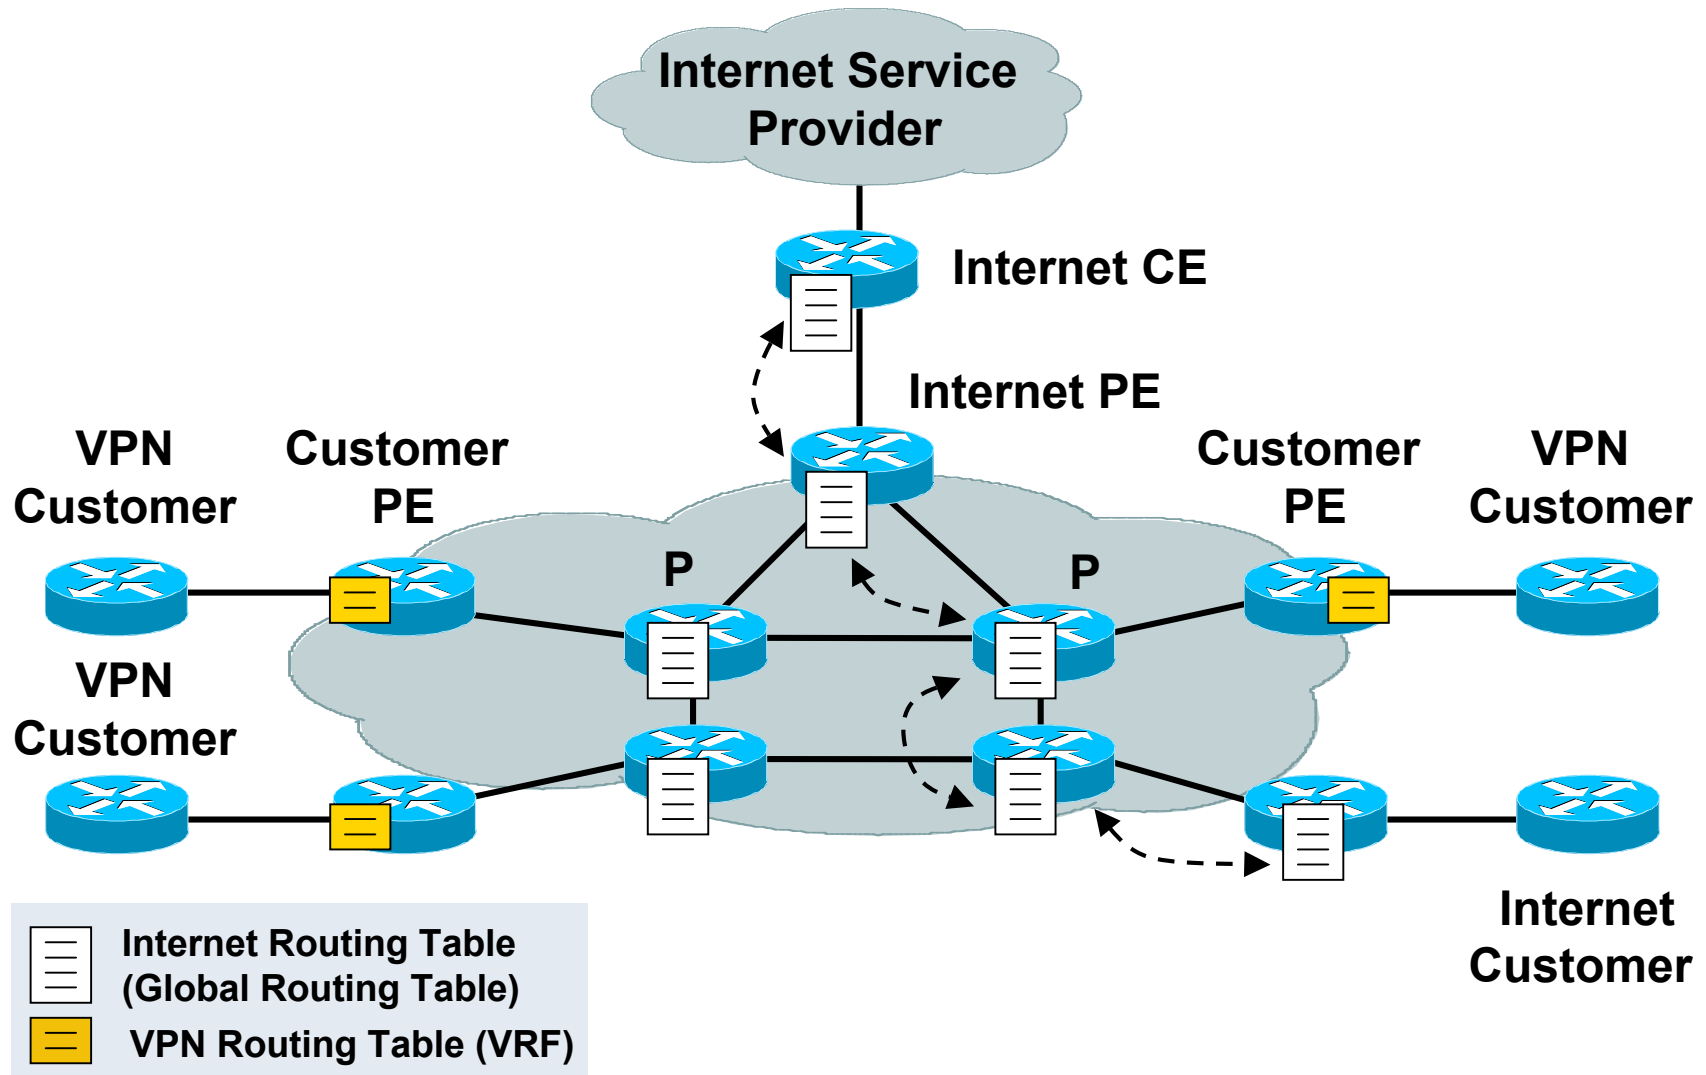 Internet Service
Provider
Internet CE
Internet PE
VPN
Customer
Customer
PE
Customer
PE
VPN
Customer
P
P
VPN
Customer
Internet
Customer
Internet Routing Table
(Global Routing Table)
VPN Routing Table (VRF)